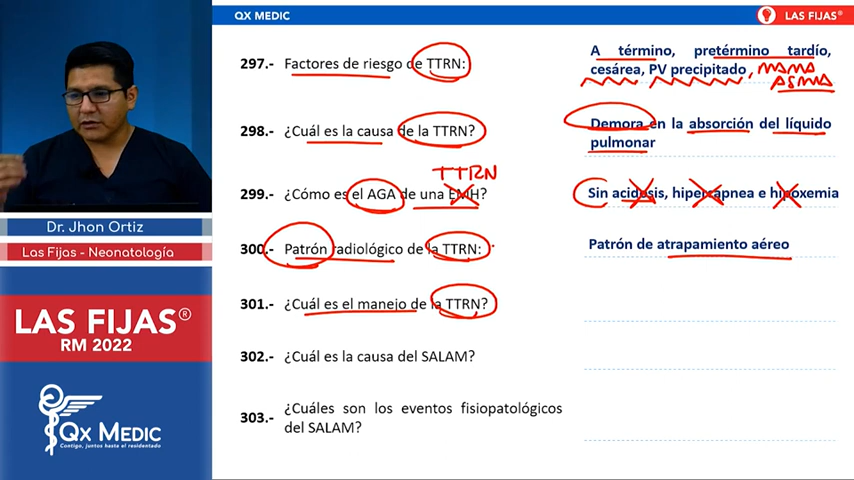 QX MEDIC
LAS FIJAS®
297.- Factores de riesgo de TTRN:
A término, pretérmino tardío,
cesárea, PV precipitado, MAMA
ASMA
298.- ¿Cuál es la causa de la TTRN?
Demora en la absorción del líquido
pulmonar
TTRN
299.- ¿Cómo es el AGA de una EMH?
Sin acidosis, hipercapnea e hipoxemia
300.- Patrón radiológico de la TTRN:
Patrón de atrapamiento aéreo
301.- ¿Cuál es el manejo de la TTRN?
302.- ¿Cuál es la causa del SALAM?
303.- ¿Cuáles son los eventos fisiopatológicos
del SALAM?
Dr. Jhon Ortiz
Las Fijas - Neonatología
LAS FIJAS®
RM 2022
QX MEDIC
Contigo, juntos hasta el residentado